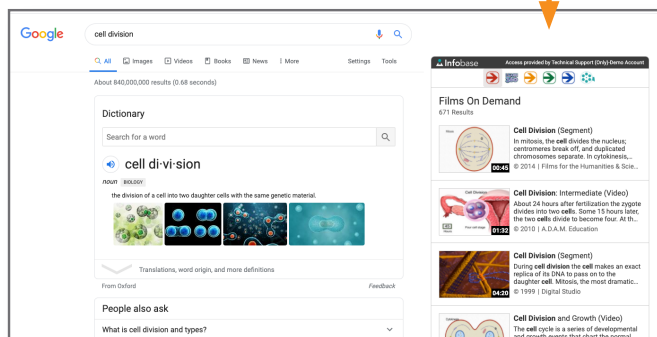 Google
cell division
All Images Videos Books News More Settings Tools
About 840,000,000 results (0.68 seconds)
Dictionary
Search for a word
cell di·vi·sion
noun BIOLOGY
the division of a cell into two daughter cells with the same genetic material.
Translations, word origin, and more definitions
From Oxford Feedback
People also ask
What is cell division and types?
Infobase Access provided by Technical Support (Only)-Demo Account
Films On Demand
671 Results
Cell Division (Segment)
In mitosis, the cell divides the nucleus;
centromeres break off, and duplicated
chromosomes separate. In cytokinesis,...
00:45 © 2014 | Films for the Humanities & Scie...
Cell Division: Intermediate (Video)
About 24 hours after fertilization the zygote
divides into two cells. Some 15 hours later,
the two cells divide to become four. At th...
01:32 © 2010 | A.D.A.M. Education
Cell Division (Segment)
During cell division the cell makes an exact
replica of its DNA to pass on to the
daughter cell. Mitosis, the most dramatic...
04:20 © 1999 | Digital Studio
Cell Division and Growth (Video)
The cell cycle is a series of developmental
and growth events that chart the normal